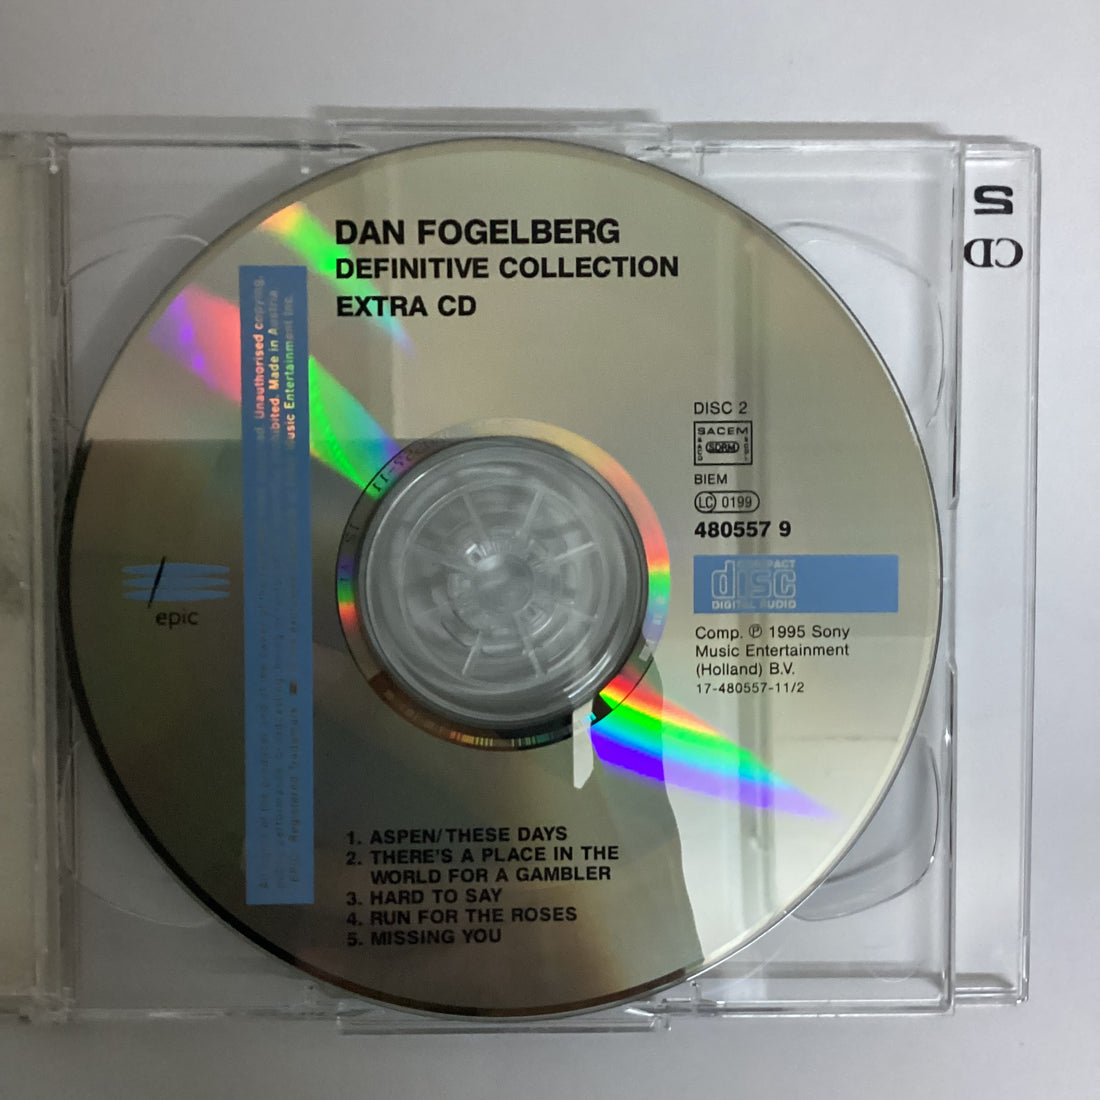 DAN FOGELBERG
DEFINITIVE COLLECTION
EXTRA CD
2
CD
DISC 2
SACEM
SDRM
BIEM
LC 0199
480557 9
COMPACT
disc
DIGITAL AUDIO
Comp. ℗ 1995 Sony
Music Entertainment
(Holland) B.V.
17-480557-11/2
epic
Unauthorised copying,
Made in Austria
Music Entertainment Inc.
Registered Trademark
1. ASPEN/THESE DAYS
2. THERE'S A PLACE IN THE
WORLD FOR A GAMBLER
3. HARD TO SAY
4. RUN FOR THE ROSES
5. MISSING YOU